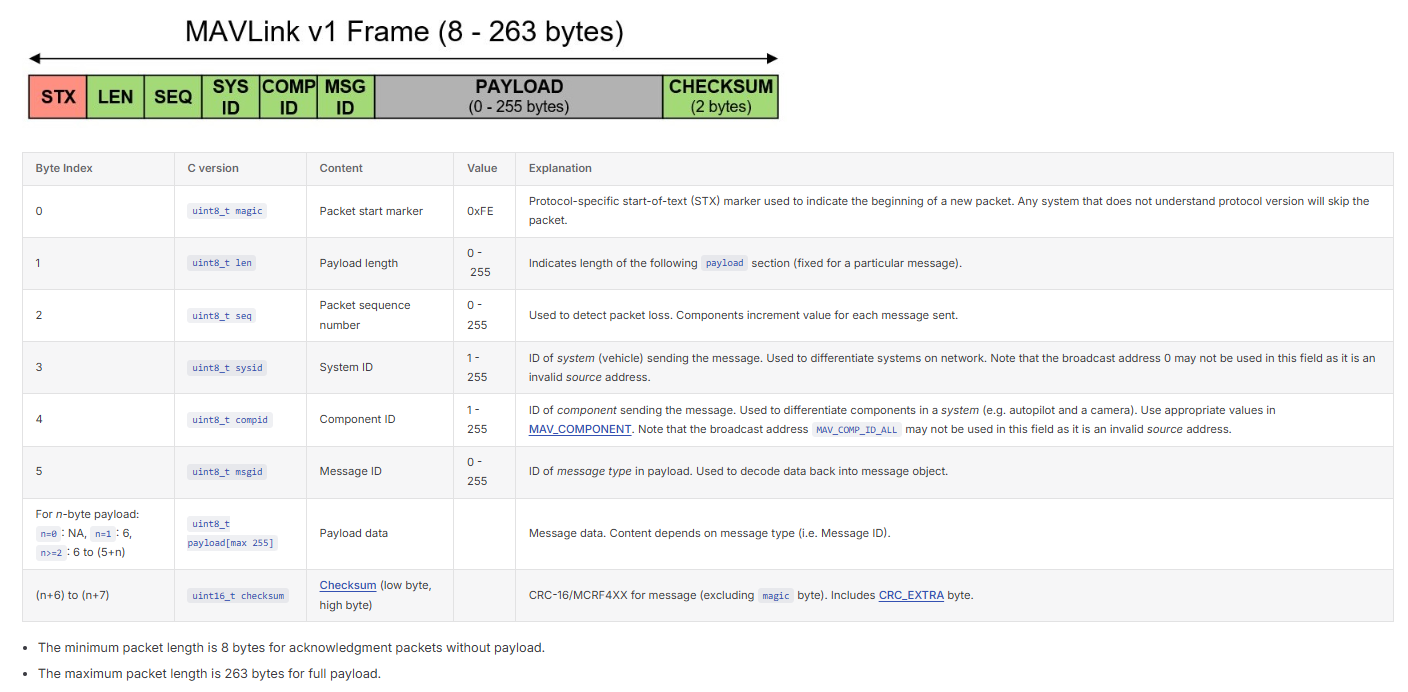 MAVLink v1 Frame (8 - 263 bytes)
STX LEN SEQ SYS ID COMP ID MSG ID PAYLOAD (0 - 255 bytes) CHECKSUM (2 bytes)
Byte Index C version Content Value Explanation
0 uint8_t magic Packet start marker 0xFE Protocol-specific start-of-text (STX) marker used to indicate the beginning of a new packet. Any system that does not understand protocol version will skip the
packet.
1 uint8_t len Payload length 0 - 255 Indicates length of the following payload section (fixed for a particular message).
2 uint8_t seq Packet sequence number 0 - 255 Used to detect packet loss. Components increment value for each message sent.
3 uint8_t sysid System ID 1 - 255 ID of system (vehicle) sending the message. Used to differentiate systems on network. Note that the broadcast address 0 may not be used in this field as it is an
invalid source address.
4 uint8_t compid Component ID 1 - 255 ID of component sending the message. Used to differentiate components in a system (e.g. autopilot and a camera). Use appropriate values in
MAV_COMPONENT. Note that the broadcast address MAV_COMP_ID_ALL may not be used in this field as it is an invalid source address.
5 uint8_t msgid Message ID 0 - 255 ID of message type in payload. Used to decode data back into message object.
For n-byte payload:
n=0 : NA, n=1 : 6,
n>=2 : 6 to (5+n)
uint8_t
payload[max 255]
Payload data
Message data. Content depends on message type (i.e. Message ID).
(n+6) to (n+7) uint16_t checksum Checksum (low byte, high byte) CRC-16/MCRF4XX for message (excluding magic byte). Includes CRC_EXTRA byte.
• The minimum packet length is 8 bytes for acknowledgment packets without payload.
• The maximum packet length is 263 bytes for full payload.